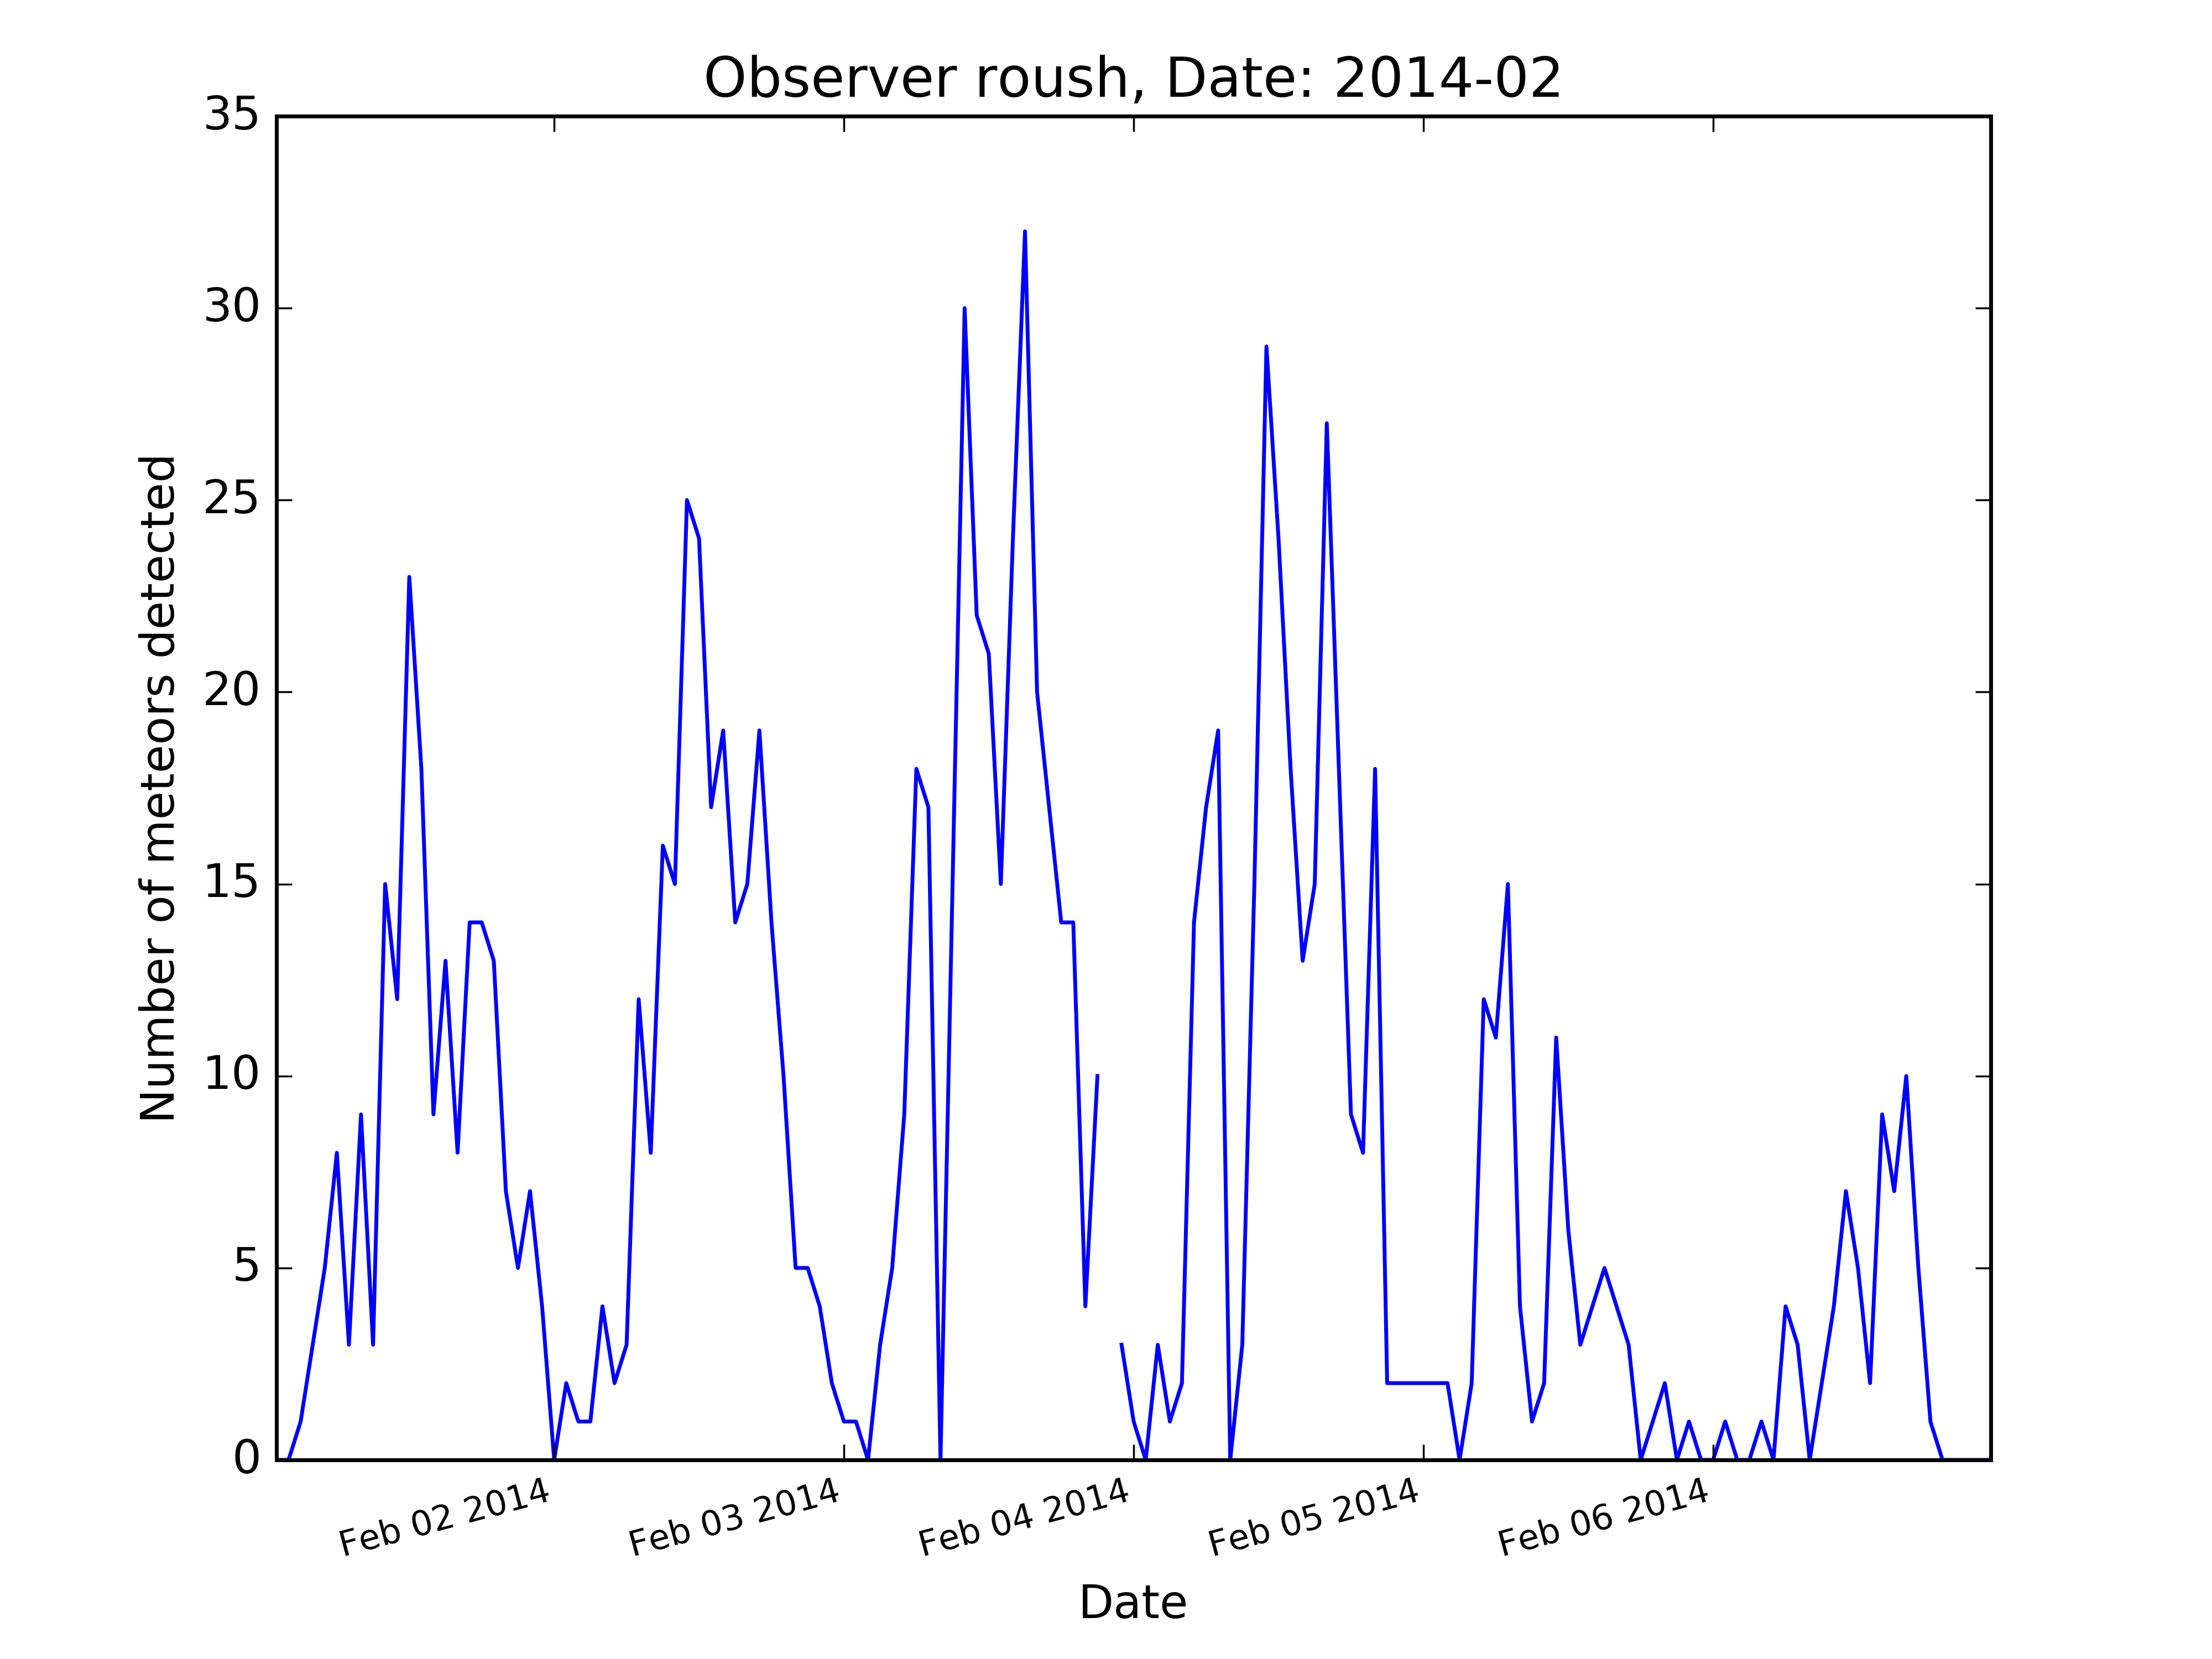 Observer roush, Date: 2014-02
35
30
25
20
15
10
5
0
Number of meteors detected
Feb 02 2014
Feb 03 2014
Feb 04 2014
Feb 05 2014
Feb 06 2014
Date